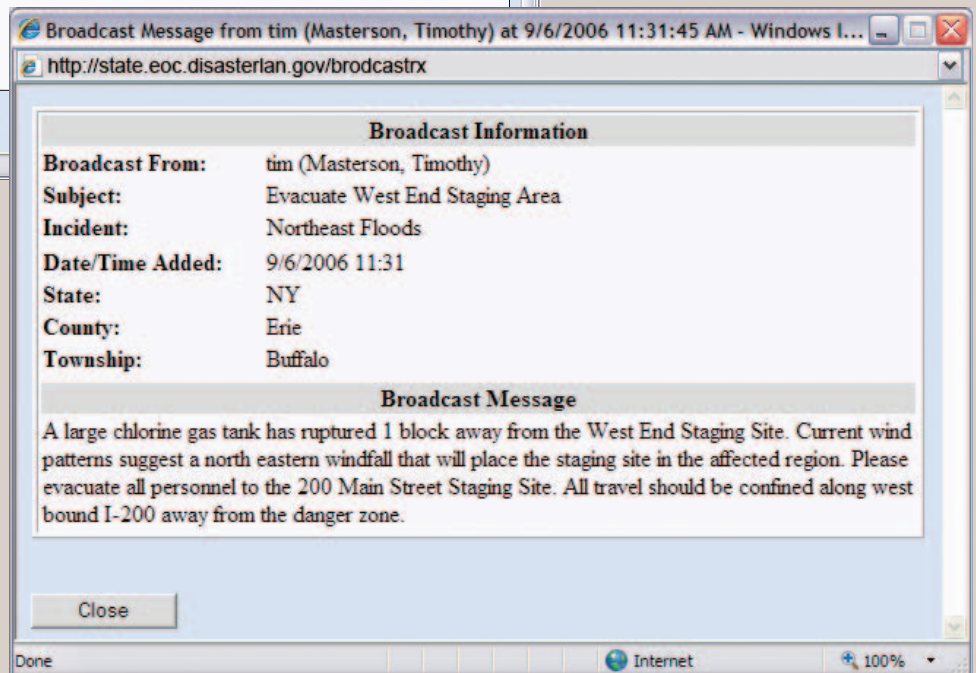 Broadcast Message from tim (Masterson, Timothy) at 9/6/2006 11:31:45 AM - Windows I...
http://state.eoc.disasterlan.gov/brodcastrx
Broadcast Information
Broadcast From: tim (Masterson, Timothy)
Subject: Evacuate West End Staging Area
Incident: Northeast Floods
Date/Time Added: 9/6/2006 11:31
State: NY
County: Erie
Township: Buffalo
Broadcast Message
A large chlorine gas tank has ruptured 1 block away from the West End Staging Site. Current wind
patterns suggest a north eastern windfall that will place the staging site in the affected region. Please
evacuate all personnel to the 200 Main Street Staging Site. All travel should be confined along west
bound I-200 away from the danger zone.
Close
Done Internet 100%